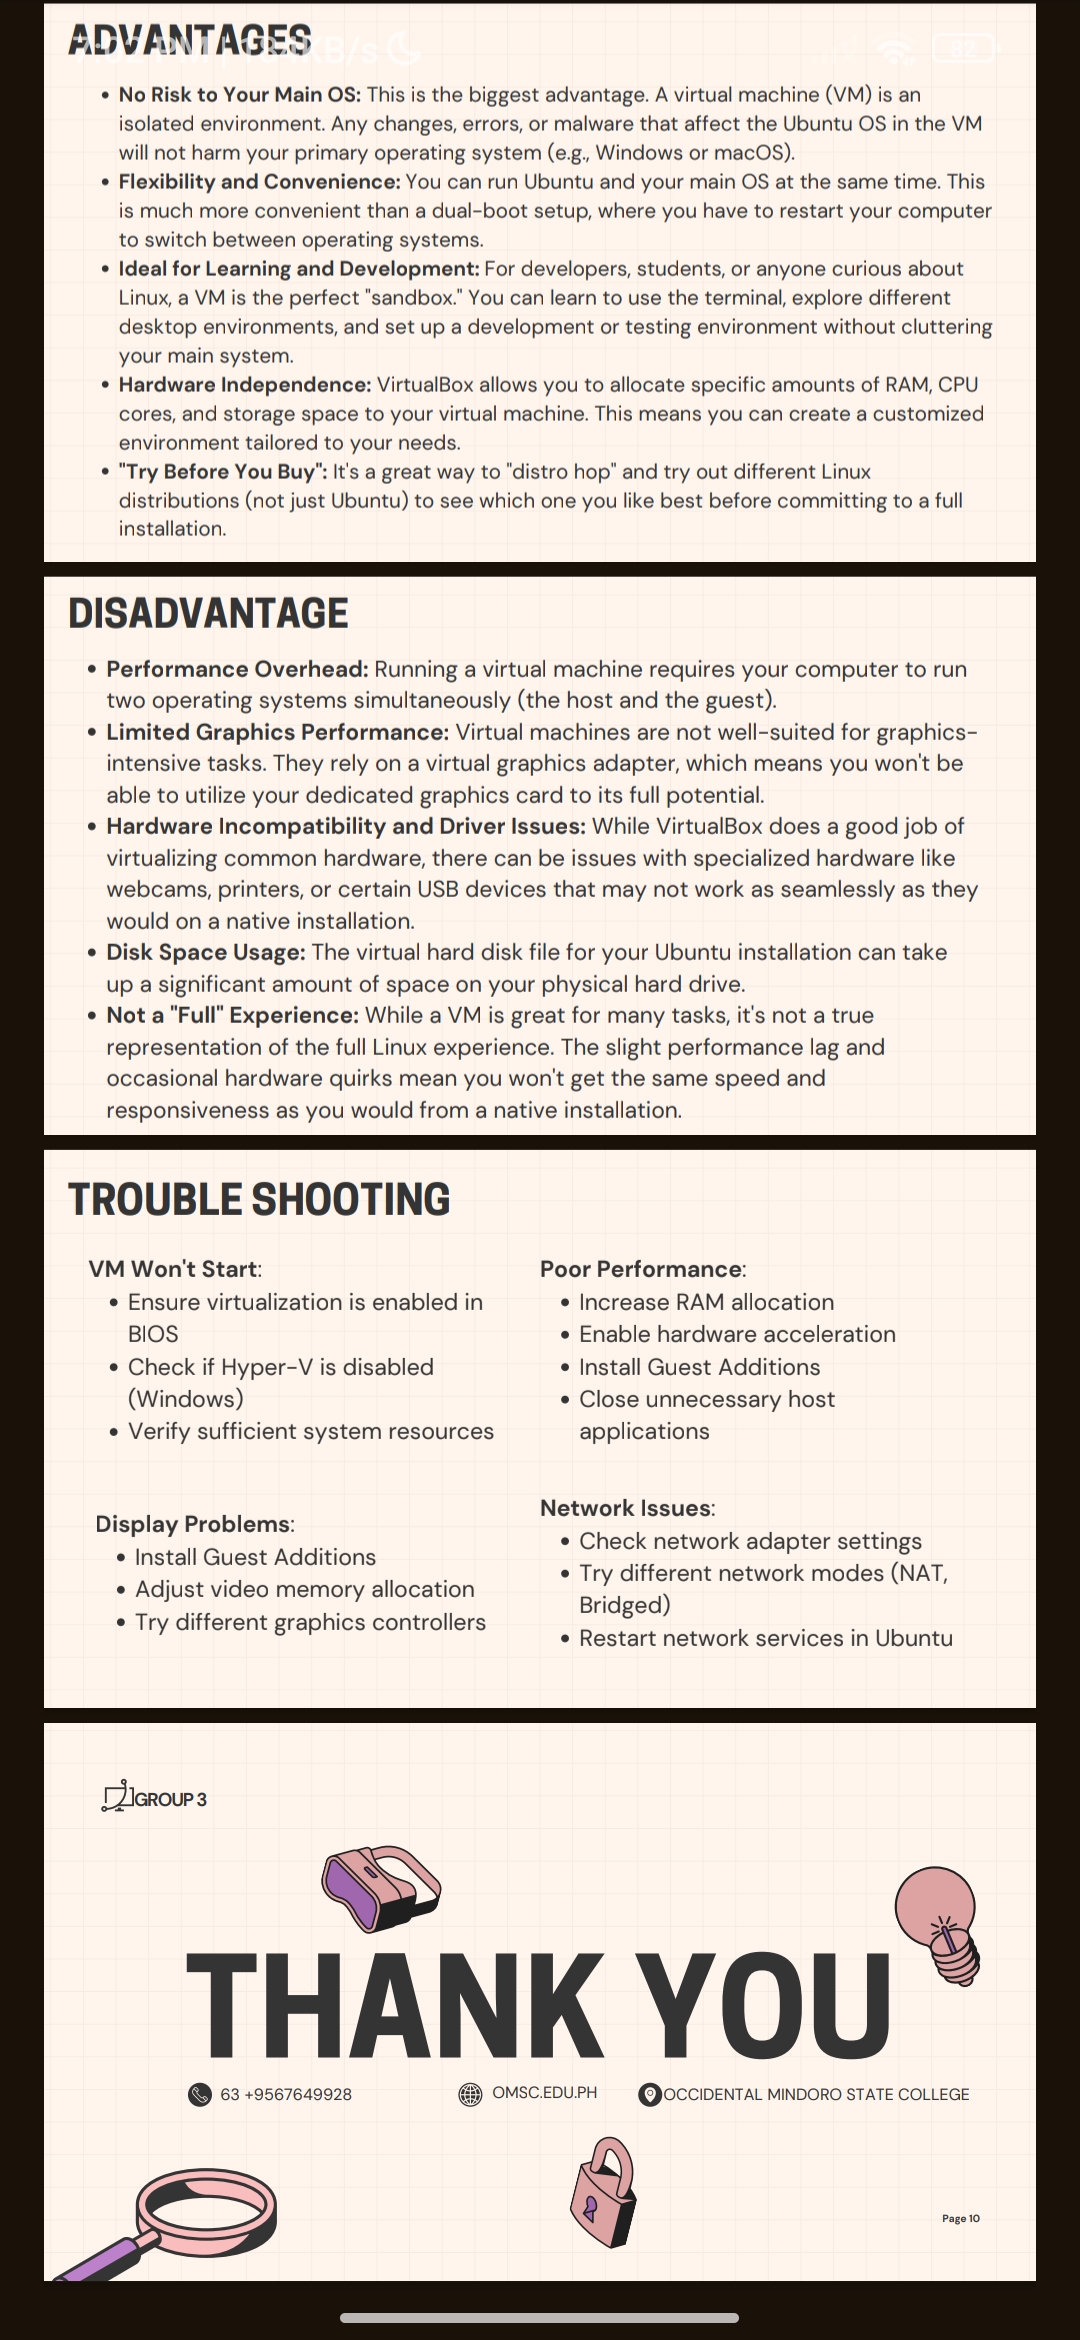 ADVANTAGES
7:02 PM
KB/s
82
• No Risk to Your Main OS: This is the biggest advantage. A virtual machine (VM) is an
isolated environment. Any changes, errors, or malware that affect the Ubuntu OS in the VM
will not harm your primary operating system (e.g., Windows or macOS).
• Flexibility and Convenience: You can run Ubuntu and your main OS at the same time. This
is much more convenient than a dual-boot setup, where you have to restart your computer
to switch between operating systems.
• Ideal for Learning and Development: For developers, students, or anyone curious about
Linux, a VM is the perfect "sandbox." You can learn to use the terminal, explore different
desktop environments, and set up a development or testing environment without cluttering
your main system.
• Hardware Independence: VirtualBox allows you to allocate specific amounts of RAM, CPU
cores, and storage space to your virtual machine. This means you can create a customized
environment tailored to your needs.
• "Try Before You Buy": It's a great way to "distro hop" and try out different Linux
distributions (not just Ubuntu) to see which one you like best before committing to a full
installation.
DISADVANTAGE
• Performance Overhead: Running a virtual machine requires your computer to run
two operating systems simultaneously (the host and the guest).
• Limited Graphics Performance: Virtual machines are not well-suited for graphics-
intensive tasks. They rely on a virtual graphics adapter, which means you won't be
able to utilize your dedicated graphics card to its full potential.
• Hardware Incompatibility and Driver Issues: While VirtualBox does a good job of
virtualizing common hardware, there can be issues with specialized hardware like
webcams, printers, or certain USB devices that may not work as seamlessly as they
would on a native installation.
• Disk Space Usage: The virtual hard disk file for your Ubuntu installation can take
up a significant amount of space on your physical hard drive.
• Not a "Full" Experience: While a VM is great for many tasks, it's not a true
representation of the full Linux experience. The slight performance lag and
occasional hardware quirks mean you won't get the same speed and
responsiveness as you would from a native installation.
TROUBLE SHOOTING
VM Won't Start:
• Ensure virtualization is enabled in
BIOS
• Check if Hyper-V is disabled
(Windows)
• Verify sufficient system resources
Poor Performance:
• Increase RAM allocation
• Enable hardware acceleration
• Install Guest Additions
• Close unnecessary host
applications
Display Problems:
• Install Guest Additions
• Adjust video memory allocation
• Try different graphics controllers
Network Issues:
• Check network adapter settings
• Try different network modes (NAT,
Bridged)
• Restart network services in Ubuntu
GROUP 3
THANK YOU
63 +9567649928
OMSC.EDU.PH
OCCIDENTAL MINDORO STATE COLLEGE
Page 10